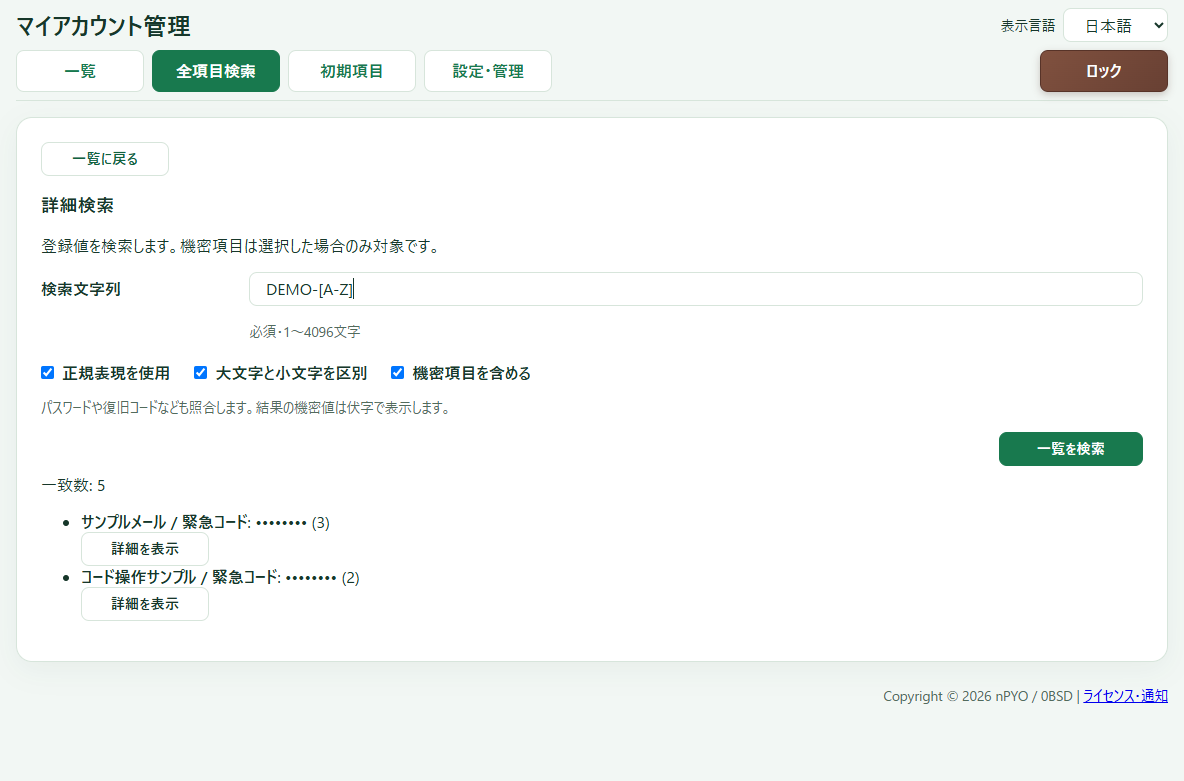 マイアカウント管理
表示言語 日本語
一覧 全項目検索 初期項目 設定・管理 ロック
一覧に戻る
詳細検索
登録値を検索します。機密項目は選択した場合のみ対象です。
検索文字列 DEMO-[A-Z]
必須・1～4096文字
正規表現を使用 大文字と小文字を区別 機密項目を含める
パスワードや復旧コードなども照合します。結果の機密値は伏字で表示します。
一覧を検索
一致数: 5
• サンプルメール / 緊急コード: •••••••• (3)
詳細を表示
• コード操作サンプル / 緊急コード: •••••••• (2)
詳細を表示
Copyright © 2026 nPYO / 0BSD | ライセンス・通知